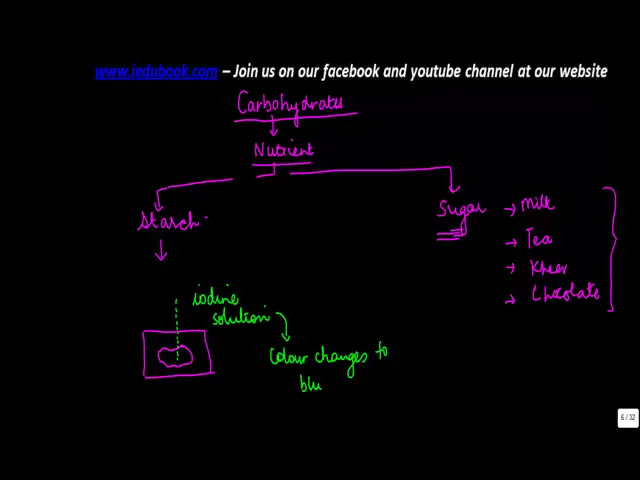 www.iedubook.com – Join us on our facebook and youtube channel at our website
Carbohydrates
Nutrient
Starch
Sugar
Milk
Tea
Kheer
Chocolate
iodine
solution
Colour changes to
blu
6 / 32